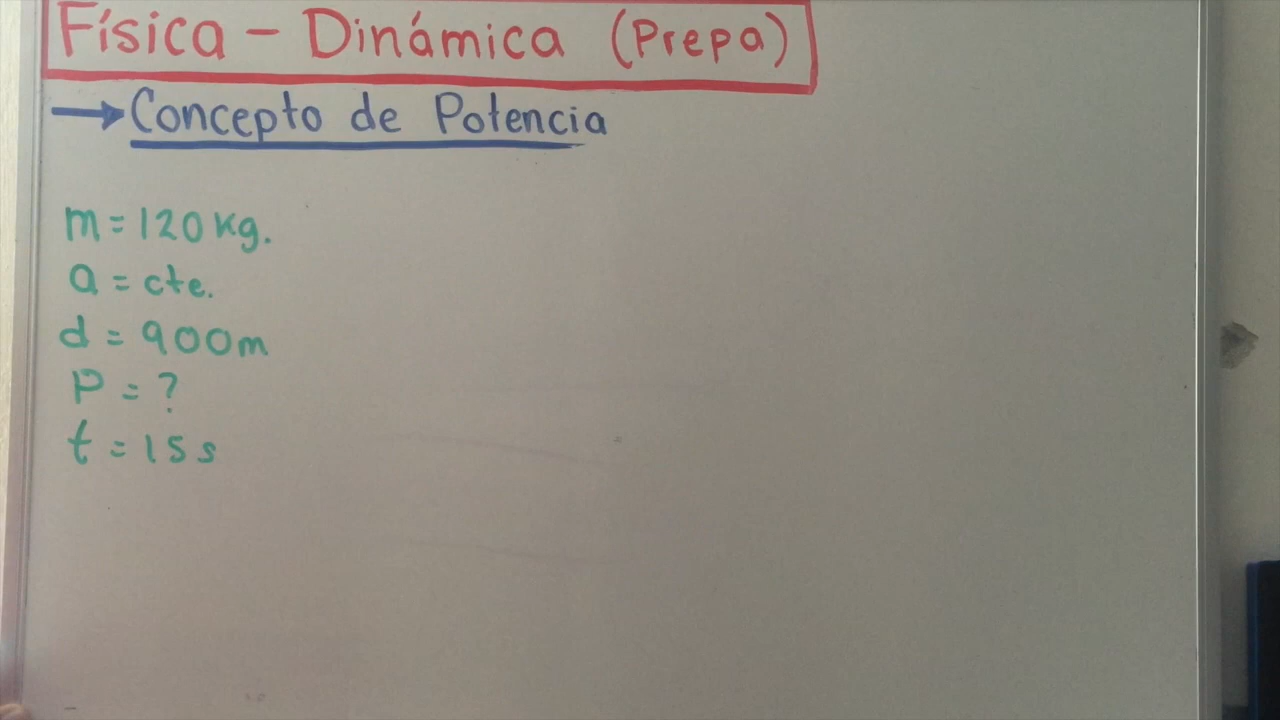 Física - Dinámica (Prepa)
→ Concepto de Potencia
m = 120 kg.
a = cte.
d = 900m
P = ?
t = 15 s